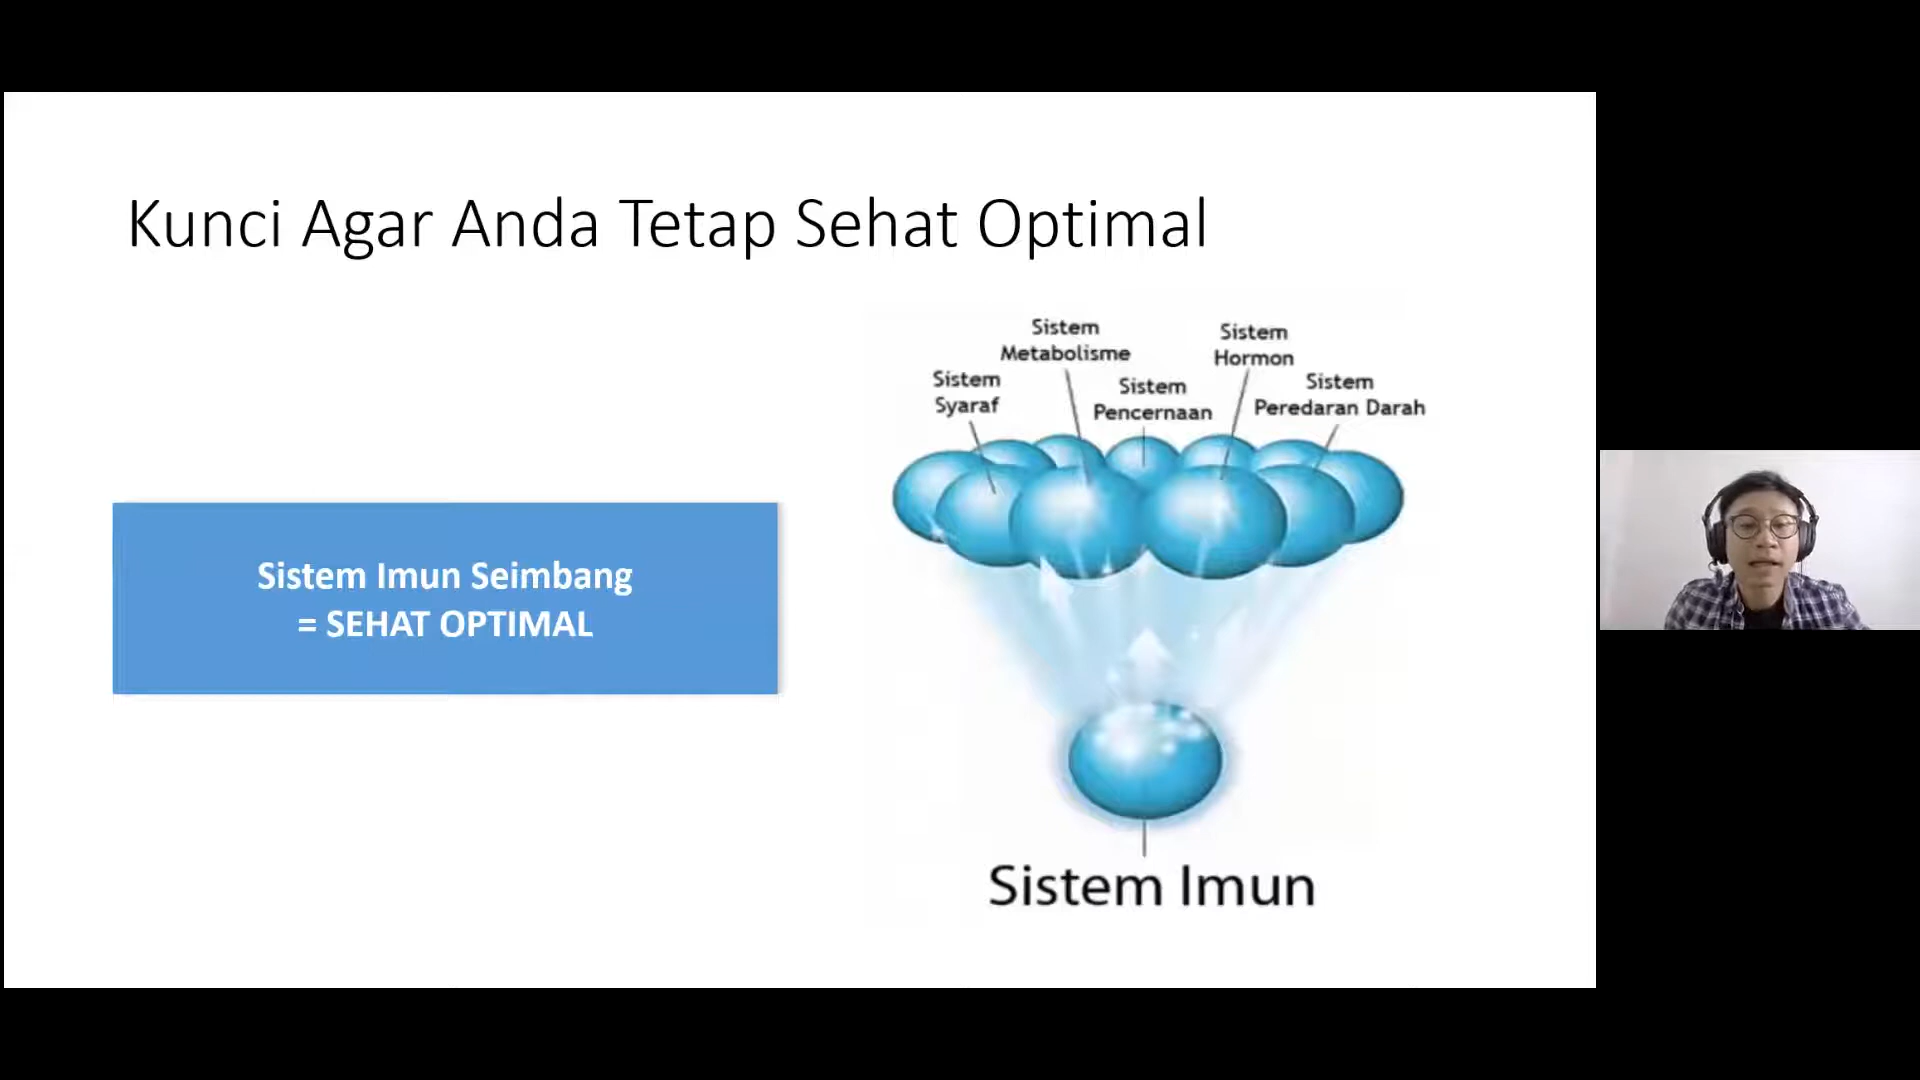 Kunci Agar Anda Tetap Sehat Optimal
Sistem Imun Seimbang
= SEHAT OPTIMAL
Sistem
Syaraf
Sistem
Metabolisme
Sistem
Pencernaan
Sistem
Hormon
Sistem
Peredaran Darah
Sistem Imun